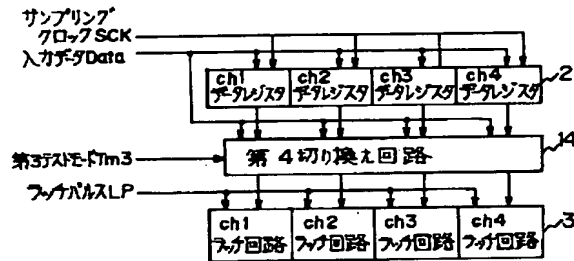 サンプリング
クロックSCK
入力データData
ch1 ch2 ch3 ch4
データレジスタ データレジスタ データレジスタ データレジスタ
2
第3テストモードTm3
第4切り換え回路
14
ラッチパルスLP
ch1 ch2 ch3 ch4
ラッチ回路 ラッチ回路 ラッチ回路 ラッチ回路
3